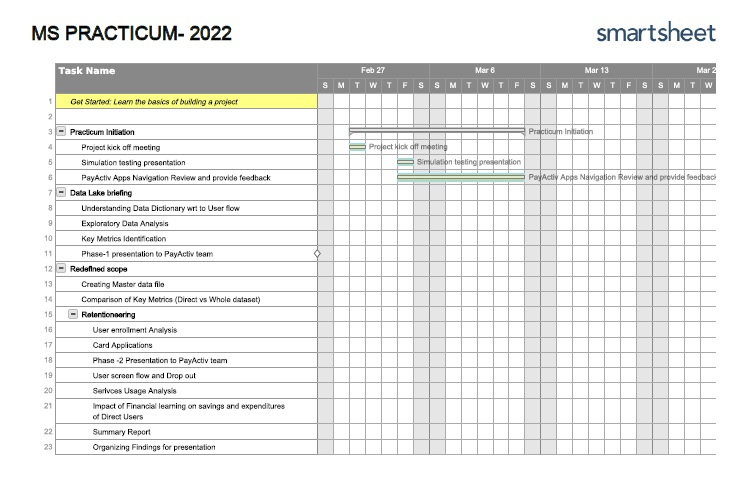 MS PRACTICUM- 2022
smartsheet
Task Name
Feb 27 Mar 6 Mar 13 Mar 2
S M T W T F S S M T W T F S S M T W T F S S M T W
1 Get Started: Learn the basics of building a project
2
3 Practicum Initiation Practicum Initiation
4 Project kick off meeting Project kick off meeting
5 Simulation testing presentation Simulation testing presentation
6 PayActiv Apps Navigation Review and provide feedback PayActiv Apps Navigation Review and provide feedback
7 Data Lake briefing
8 Understanding Data Dictionary wrt to User flow
9 Exploratory Data Analysis
10 Key Metrics Identification
11 Phase-1 presentation to PayActiv team
12 Redefined scope
13 Creating Master data file
14 Comparison of Key Metrics (Direct vs Whole dataset)
15 Retentioneering
16 User enrollment Analysis
17 Card Applications
18 Phase -2 Presentation to PayActiv team
19 User screen flow and Drop out
20 Serivces Usage Analysis
21 Impact of Financial learning on savings and expenditures
of Direct Users
22 Summary Report
23 Organizing Findings for presentation